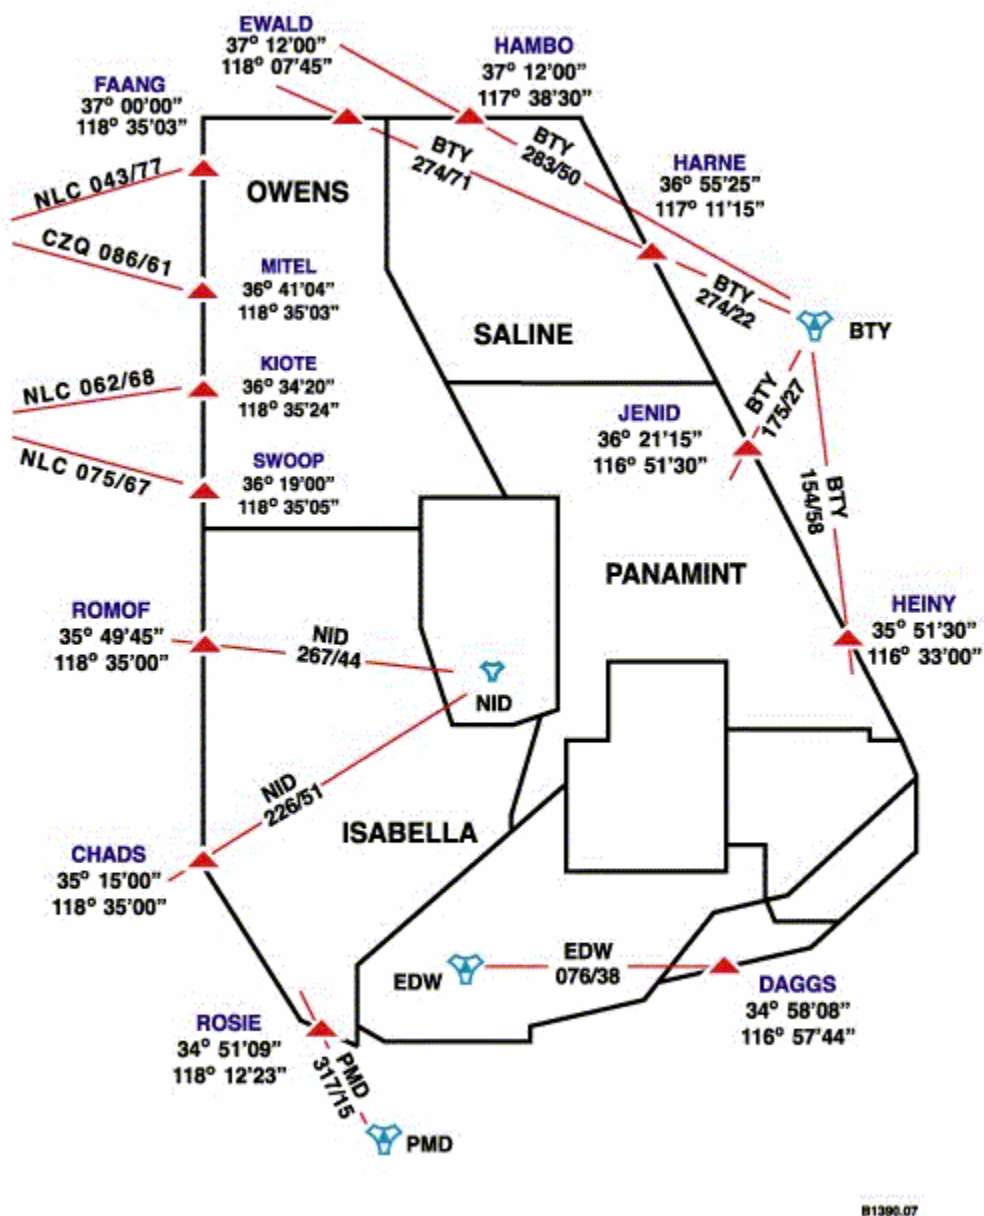 EWALD
37° 12'00"
118° 07'45"
HAMBO
37° 12'00"
117° 38'30"
FAANG
37° 00'00"
118° 35'03"
BTY
283/50
BTY
274/71
HARNE
36° 55'25"
117° 11'15"
NLC 043/77
OWENS
CZQ 086/61
MITEL
36° 41'04"
118° 35'03"
BTY
274/22
BTY
SALINE
KIOTE
36° 34'20"
118° 35'24"
NLC 062/68
BTY
175/27
JENID
36° 21'15"
116° 51'30"
SWOOP
36° 19'00"
118° 35'05"
NLC 075/67
BTY
154/58
PANAMINT
ROMOF
35° 49'45"
118° 35'00"
HEINY
35° 51'30"
116° 33'00"
NID
267/44
NID
NID
226/51
ISABELLA
CHADS
35° 15'00"
118° 35'00"
EDW
EDW
076/38
DAGGS
34° 58'08"
116° 57'44"
ROSIE
34° 51'09"
118° 12'23"
PMD
317/15
PMD
B1390.07